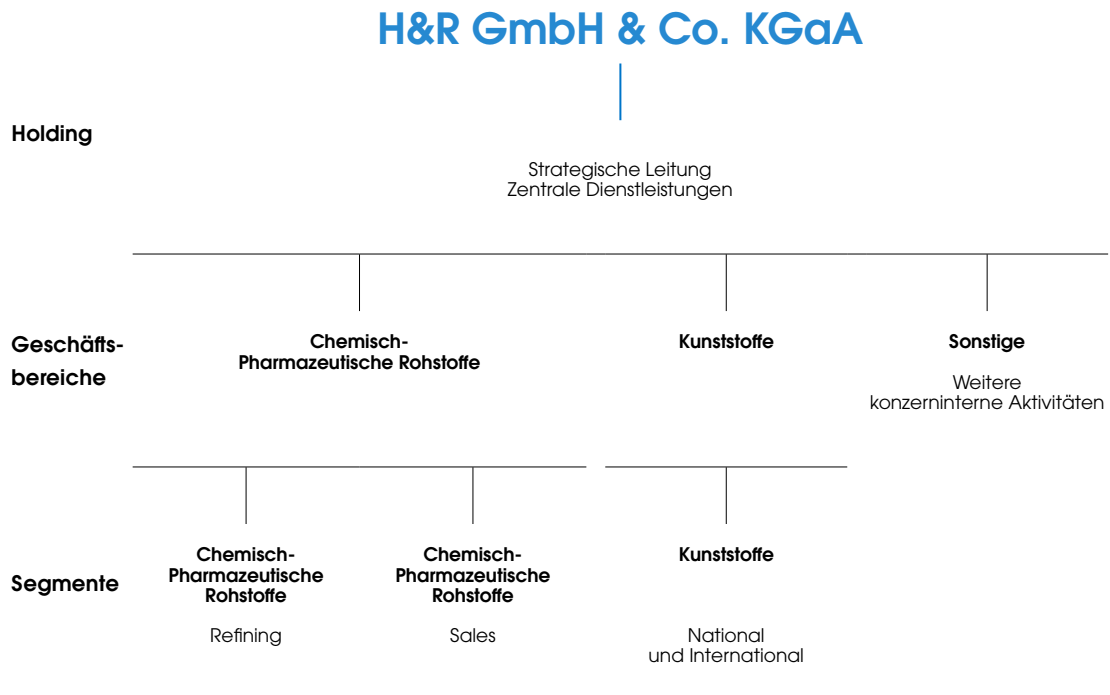 H&R GmbH & Co. KGaA
Holding
Strategische Leitung
Zentrale Dienstleistungen
Geschäfts-
bereiche
Chemisch-
Pharmazeutische Rohstoffe
Kunststoffe
Sonstige
Weitere
konzerninterne Aktivitäten
Segmente
Chemisch-
Pharmazeutische
Rohstoffe
Refining
Chemisch-
Pharmazeutische
Rohstoffe
Sales
Kunststoffe
National
und International